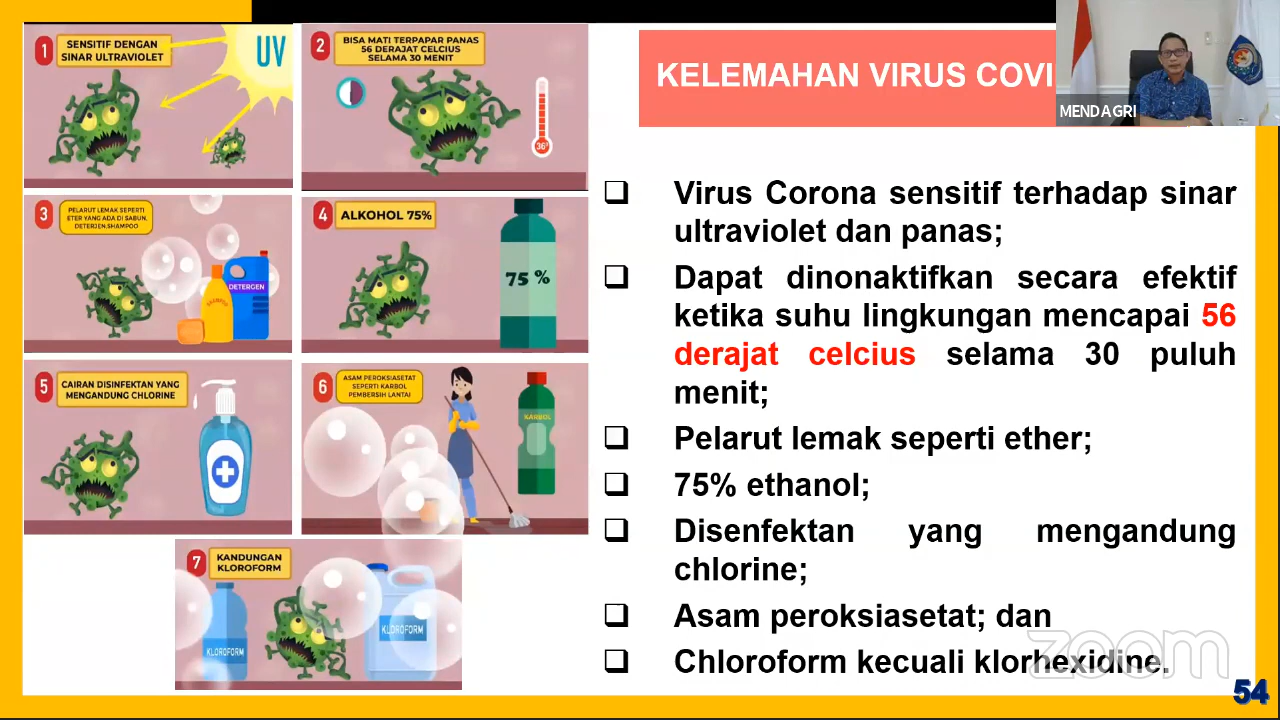 1
SENSITIF DENGAN
SINAR ULTRAVIOLET
UV
2
BISA MATI TERPAPAR PANAS
56 DERAJAT CELCIUS
SELAMA 30 MENIT
36°
3
PELARUT LEMAK SEPERTI
ETER YANG ADA DI SABUN,
DETERJEN,SHAMPOO
SHAMPOO
DETERGEN
4
ALKOHOL 75%
75 %
5
CAIRAN DISINFEKTAN YANG
MENGANDUNG CHLORINE
6
ASAM PEROKSIASETAT
SEPERTI KARBOL
PEMBERSIH LANTAI
KARBOL
7
KANDUNGAN
KLOROFORM
KLOROFORM
KLOROFORM
KELEMAHAN VIRUS COVI
MENDAGRI
Virus Corona sensitif terhadap sinar
ultraviolet dan panas;
Dapat dinonaktifkan secara efektif
ketika suhu lingkungan mencapai 56
derajat celcius selama 30 puluh
menit;
Pelarut lemak seperti ether;
75% ethanol;
Disenfektan yang mengandung
chlorine;
Asam peroksiasetat; dan
Chloroform kecuali klorhexidine.
zoom
54